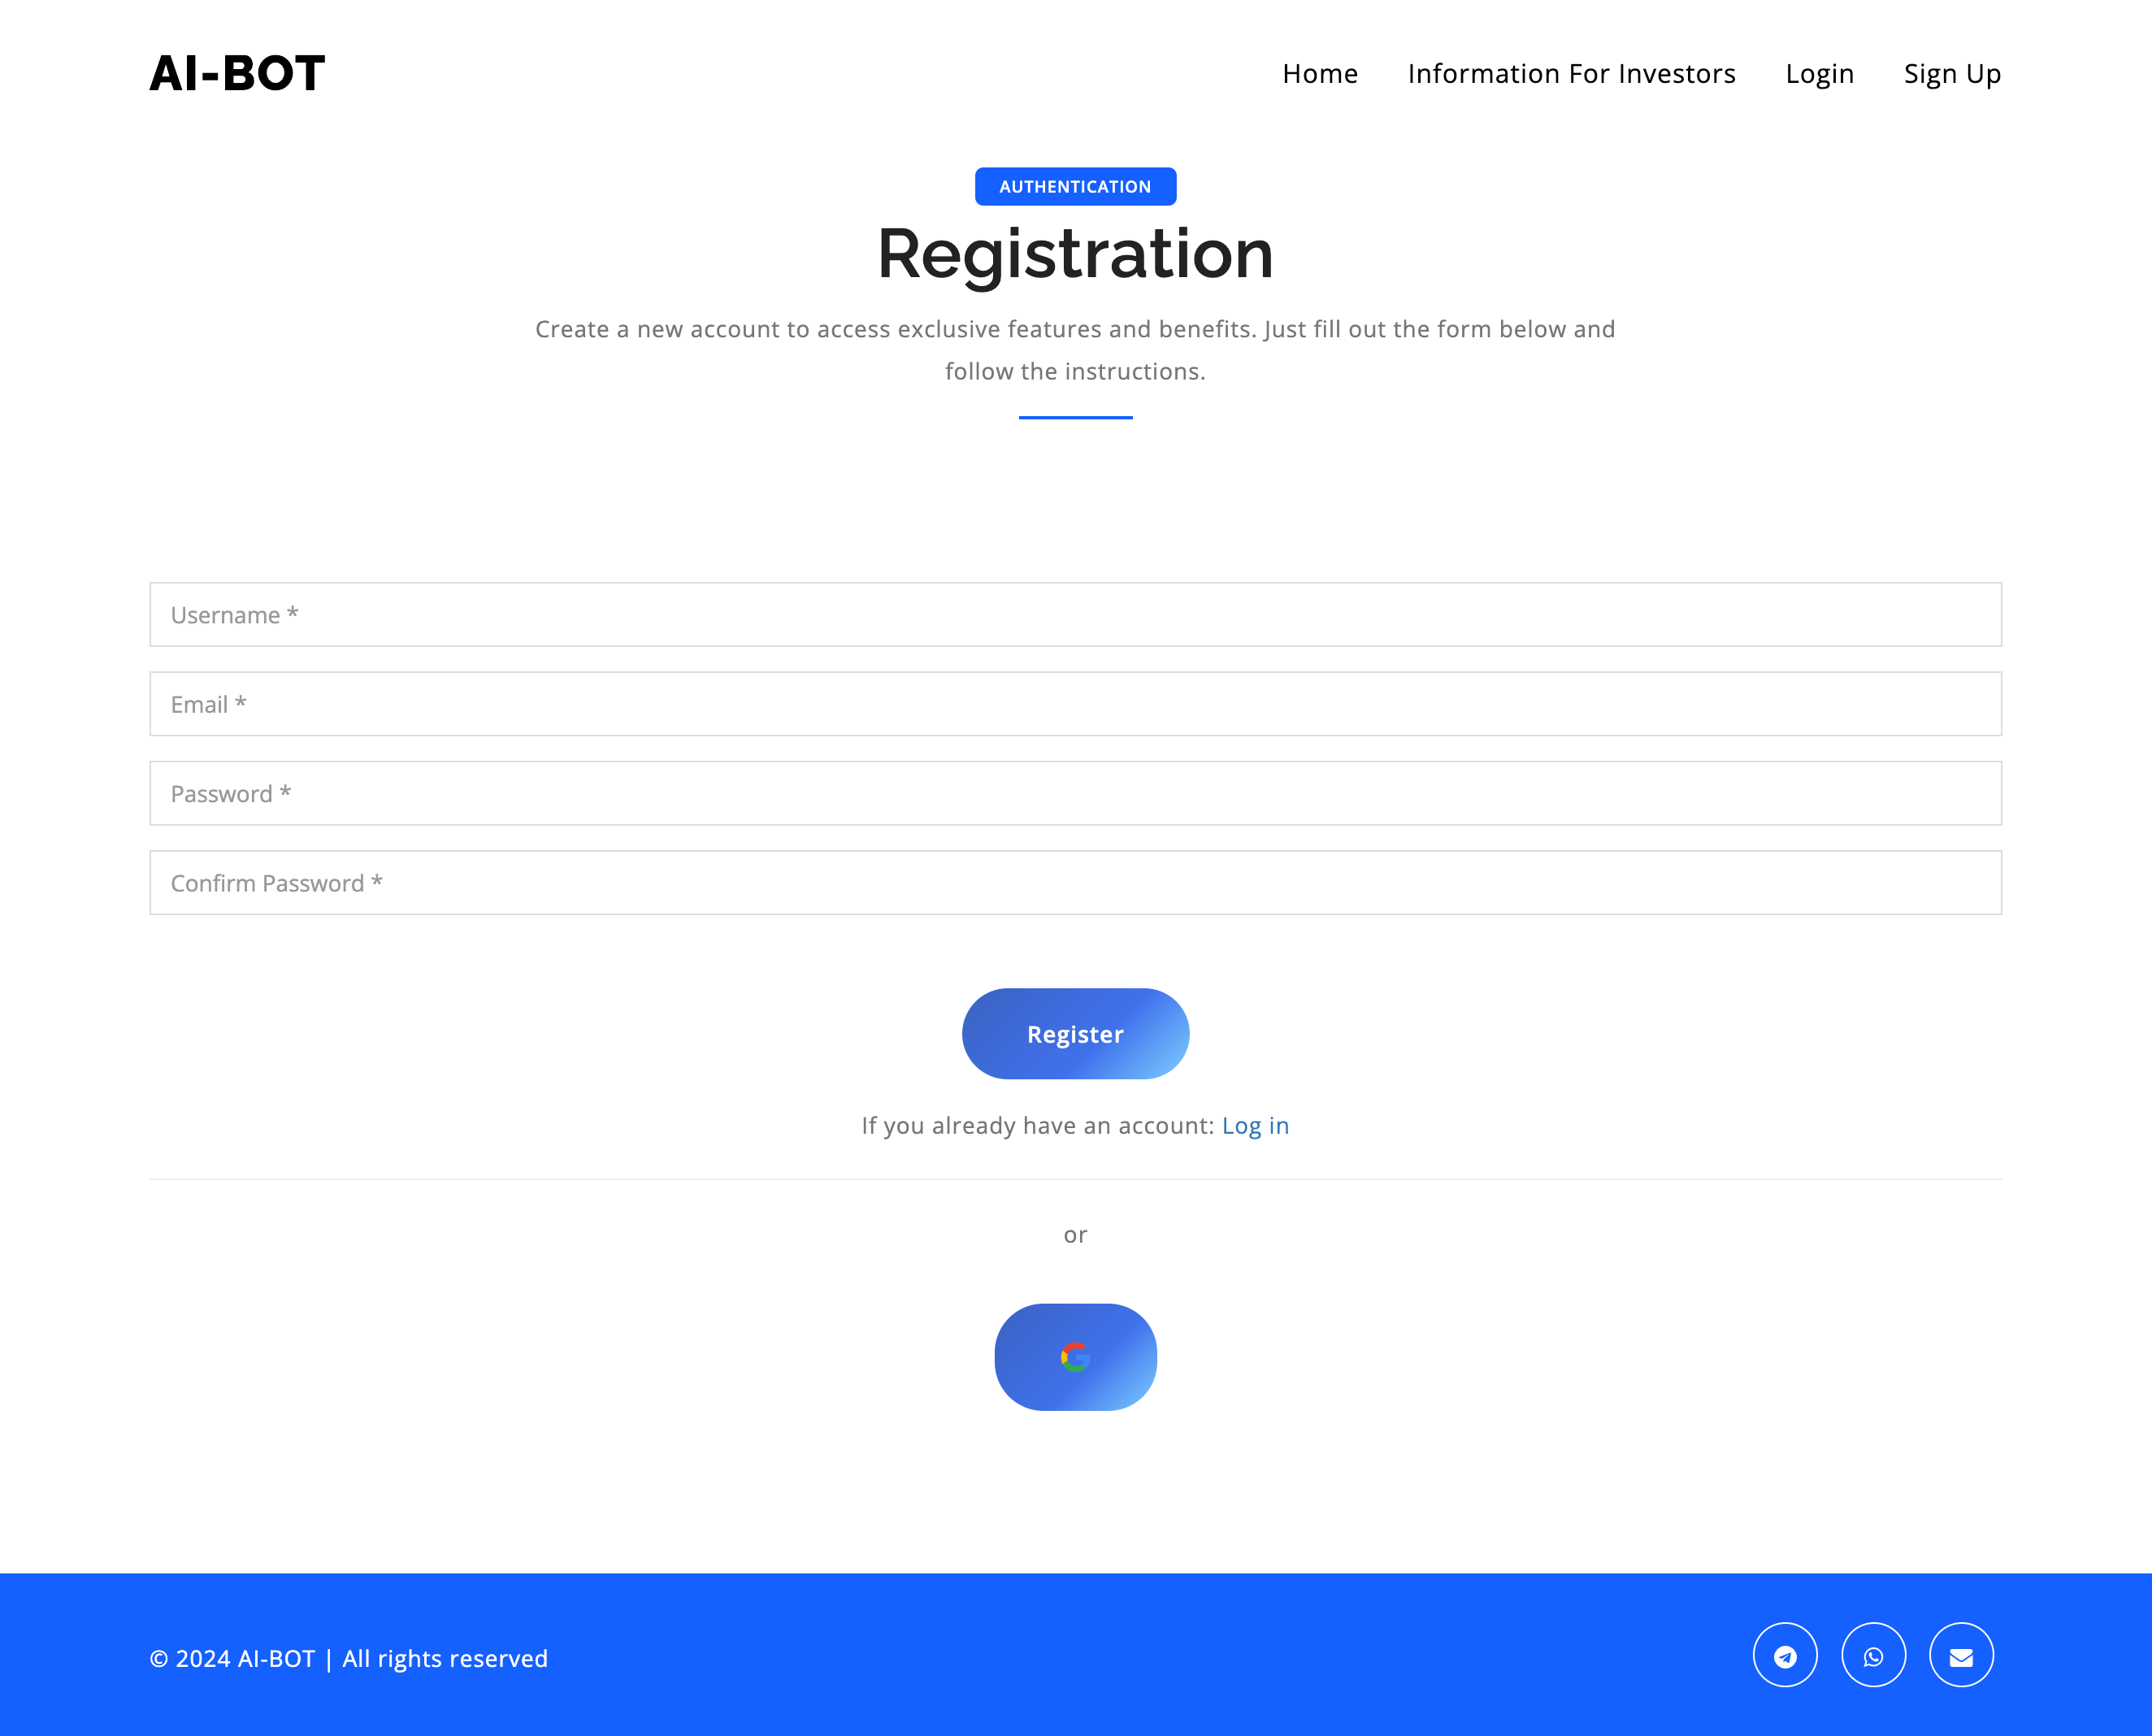 AI-BOT
Home Information For Investors Login Sign Up
AUTHENTICATION
Registration
Create a new account to access exclusive features and benefits. Just fill out the form below and
follow the instructions.
Username *
Email *
Password *
Confirm Password *
Register
If you already have an account: Log in
or
© 2024 AI-BOT | All rights reserved